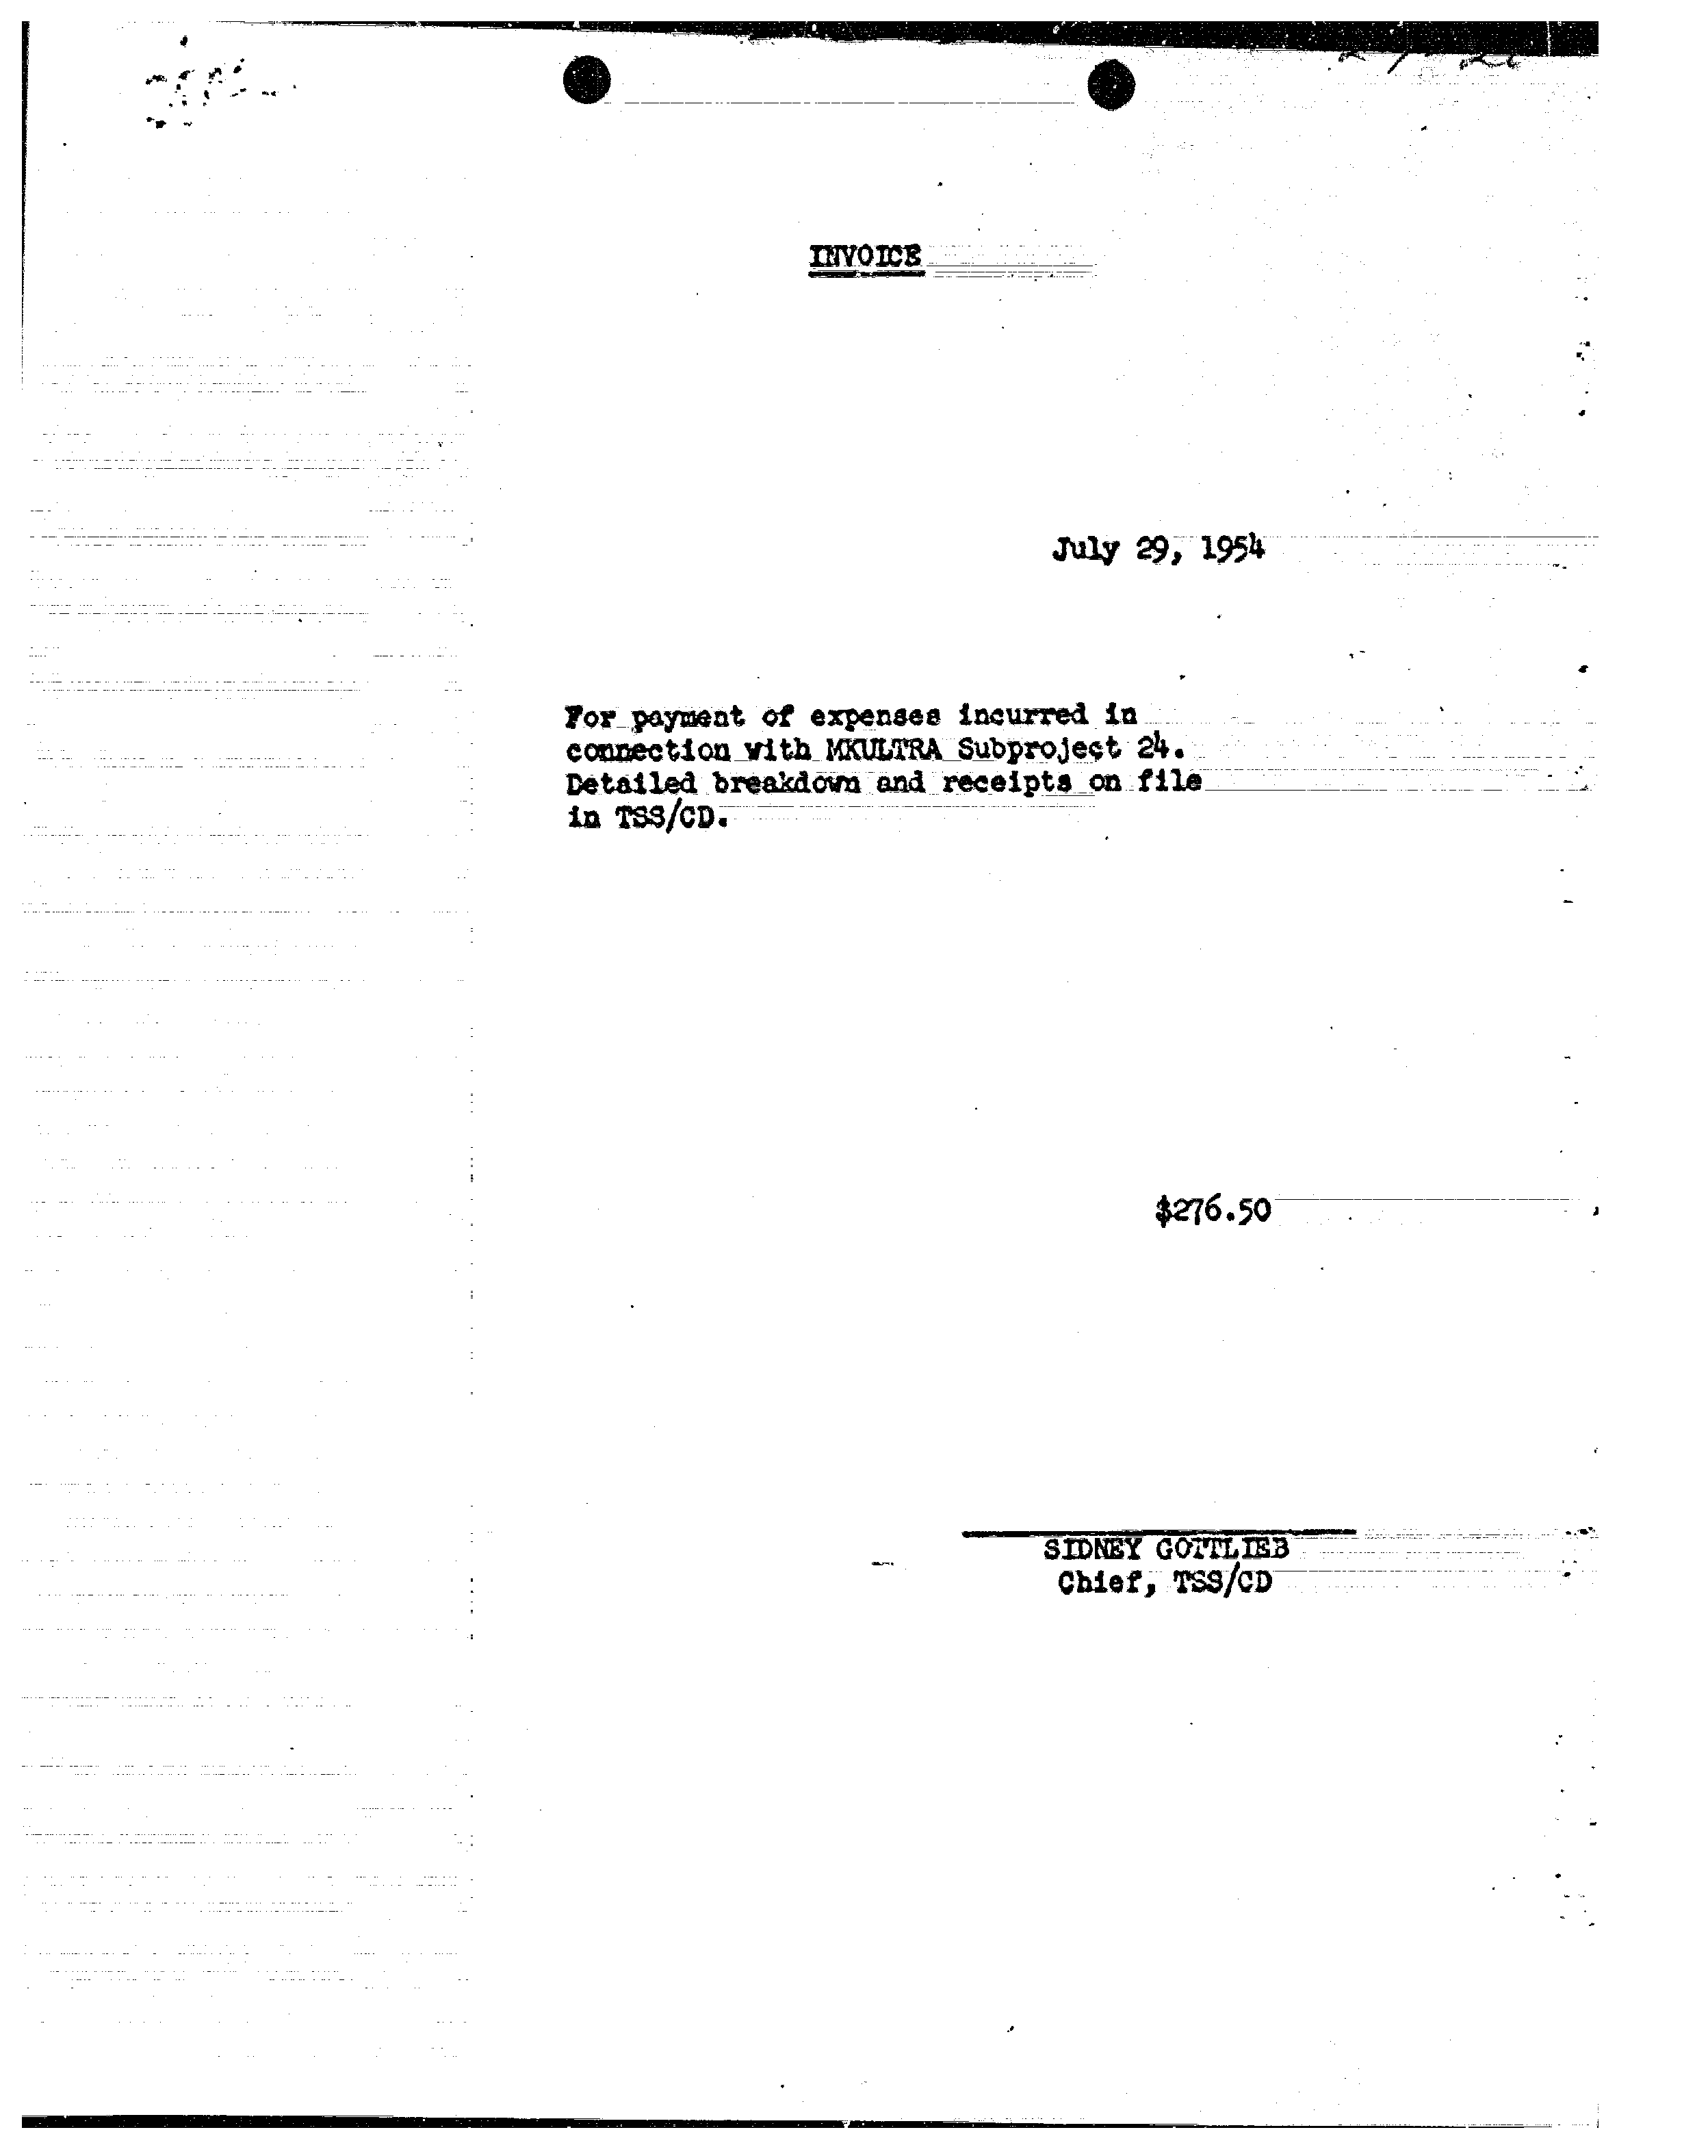 INVOICE
July 29, 1954
For payment of expenses incurred in
connection with MKULTRA Subproject 24.
Detailed breakdown and receipts on file
in TSS/CD.
$276.50
SIDNEY GOTTLIEB
Chief, TSS/CD